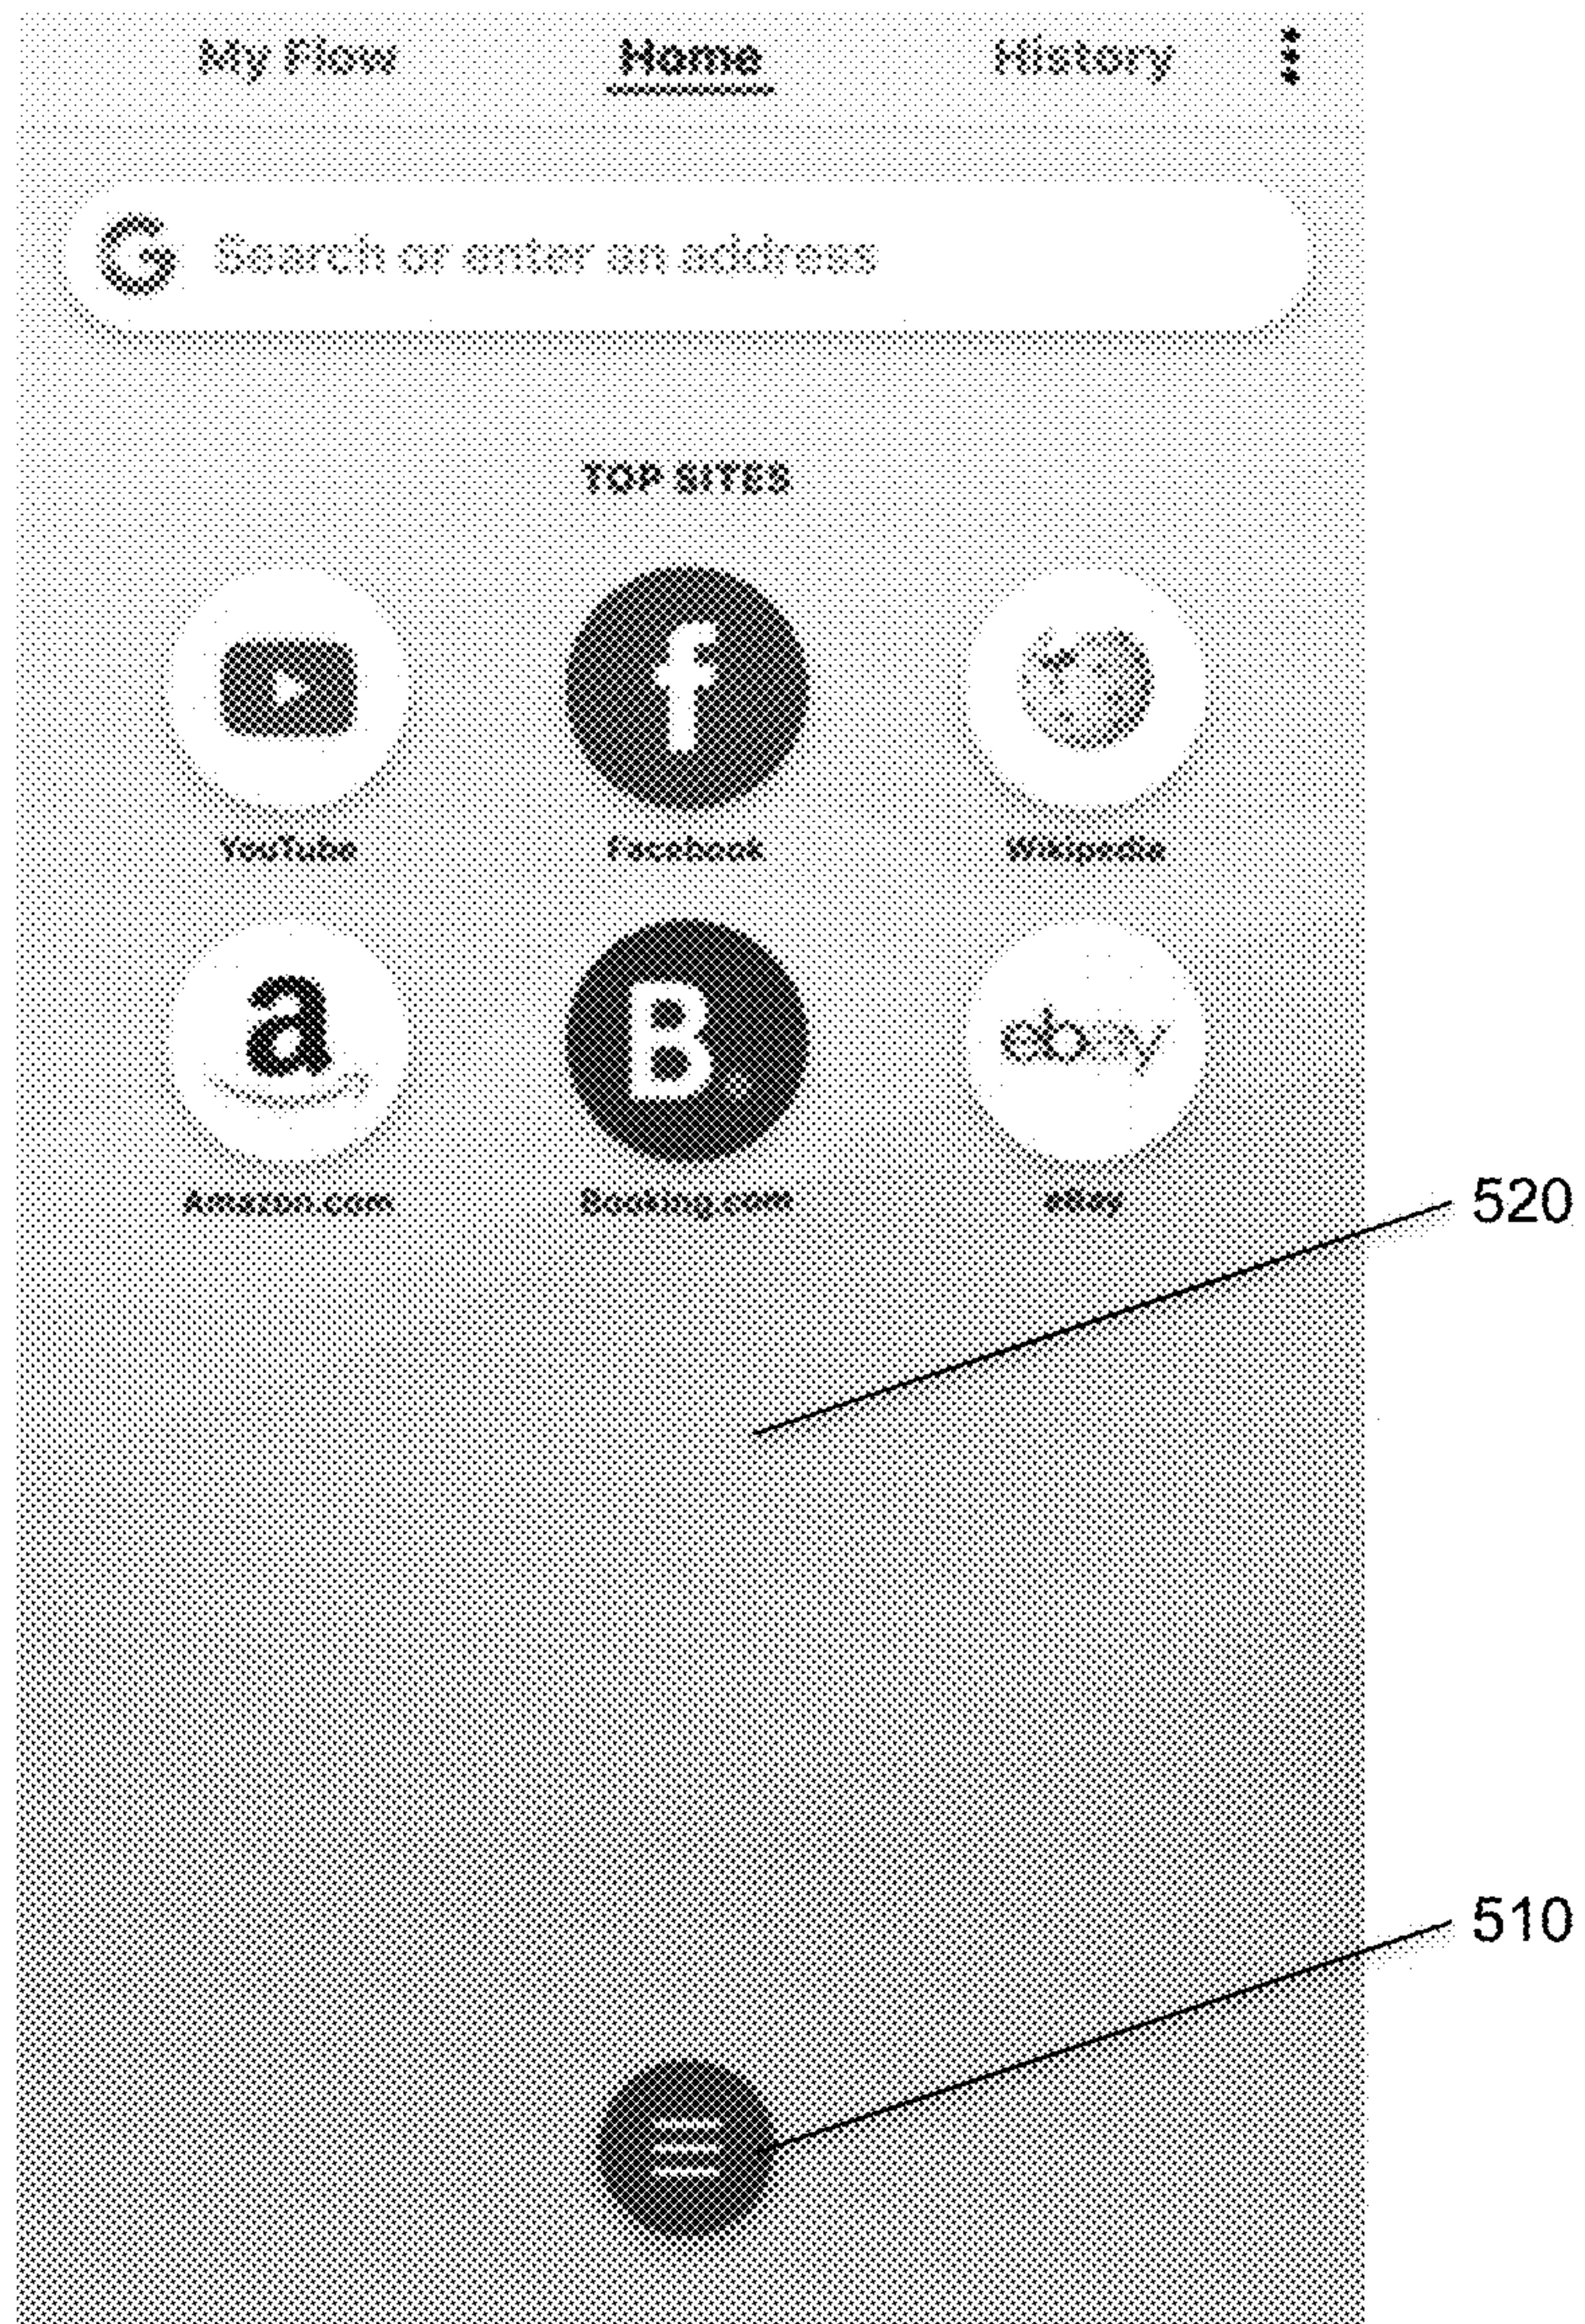 My Flow Home History
G Search or enter an address
TOP SITES
f
YouTube Facebook Wikipedia
a B. ebay
Amazon.com Booking.com eBay
520
510